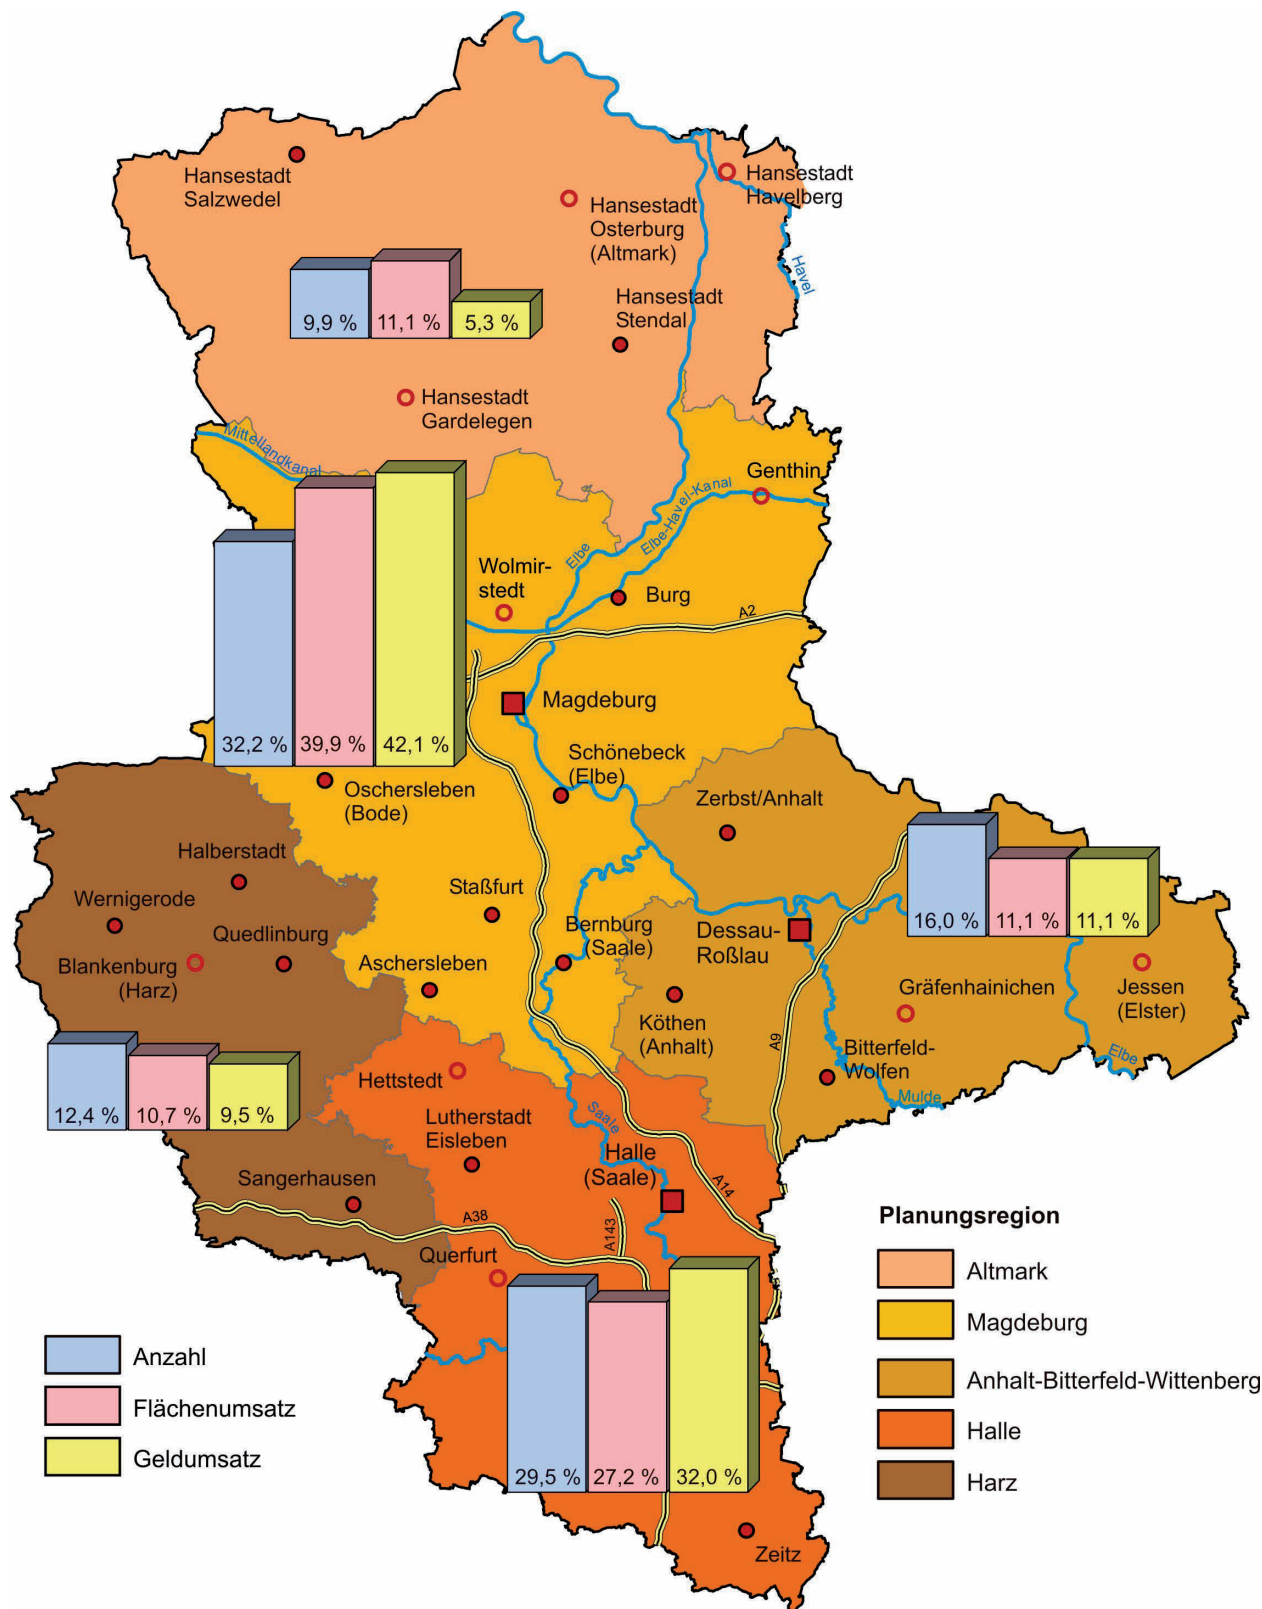 Hansestadt
Salzwedel
Hansestadt
Havelberg
Hansestadt
Osterburg
(Altmark)
Havel
Hansestadt
Stendal
9,9 %
11,1 %
5,3 %
Hansestadt
Gardelegen
Mittellandkanal
Genthin
Elbe-Havel-Kanal
Elbe
Wolmir-
stedt
Burg
A2
Magdeburg
32,2 %
39,9 %
42,1 %
Schönebeck
(Elbe)
Oschersleben
(Bode)
Zerbst/Anhalt
Halberstadt
Wernigerode
Staßfurt
Quedlinburg
Bernburg
(Saale)
Dessau-
Roßlau
16,0 %
11,1 %
11,1 %
Blankenburg
(Harz)
Aschersleben
Gräfenhainichen
Jessen
(Elster)
Köthen
(Anhalt)
A9
Bitterfeld-
Wolfen
Elbe
Mulde
Hettstedt
12,4 %
10,7 %
9,5 %
Lutherstadt
Eisleben
Saale
Halle
(Saale)
A14
Sangerhausen
A38
A143
Querfurt
29,5 %
27,2 %
32,0 %
Zeitz
Planungsregion
Altmark
Magdeburg
Anhalt-Bitterfeld-Wittenberg
Halle
Harz
Anzahl
Flächenumsatz
Geldumsatz